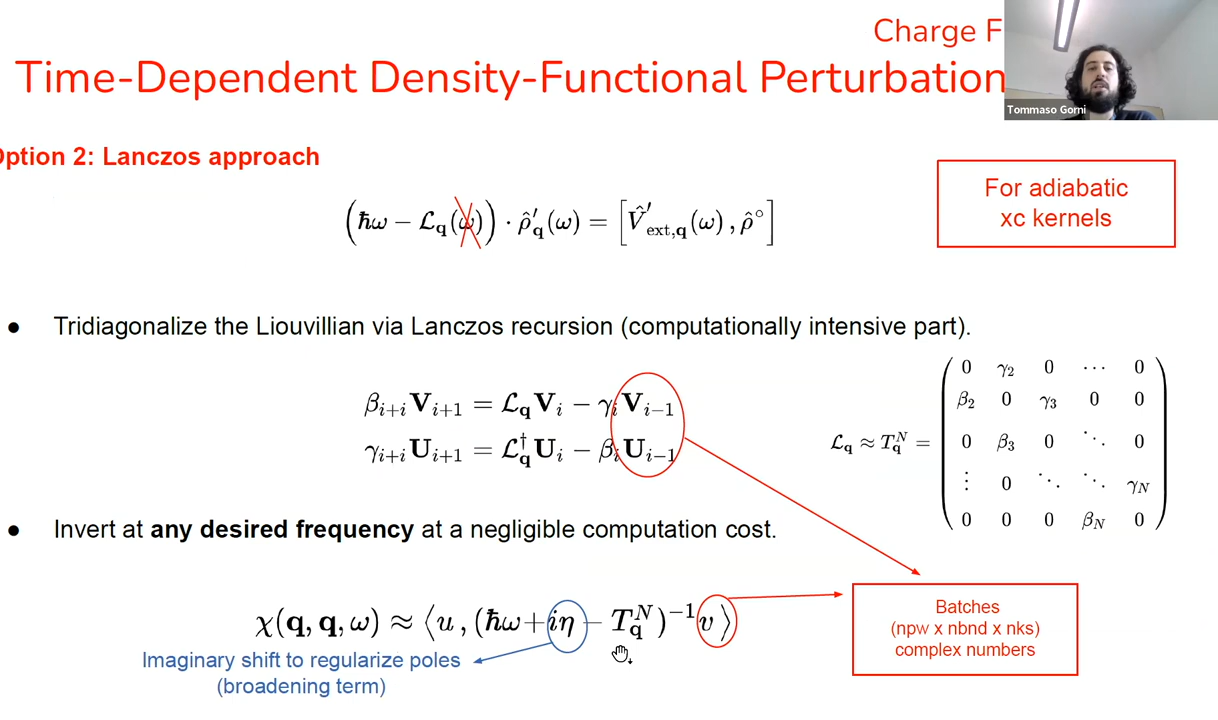 Charge F
Time-Dependent Density-Functional Perturbation
Tommaso Gorni
Option 2: Lanczos approach
(ħω − 𝓛_q(ω)) · ρ̂′_q(ω) = [V̂′_ext,q(ω), ρ̂°]
For adiabatic
xc kernels
● Tridiagonalize the Liouvillian via Lanczos recursion (computationally intensive part).
β_{i+i} V_{i+1} = 𝓛_q V_i − γ_i V_{i−1}
γ_{i+i} U_{i+1} = 𝓛_q^† U_i − β_i U_{i−1}
𝓛_q ≈ T_q^N =
0 γ₂ 0 ⋯ 0
β₂ 0 γ₃ 0 0
0 β₃ 0 ⋱ 0
⋮ 0 ⋱ ⋱ γ_N
0 0 0 β_N 0
● Invert at any desired frequency at a negligible computation cost.
χ(q, q, ω) ≈ ⟨u, (ħω + iη − T_q^N)^{−1} v⟩
Imaginary shift to regularize poles
(broadening term)
Batches
(npw x nbnd x nks)
complex numbers